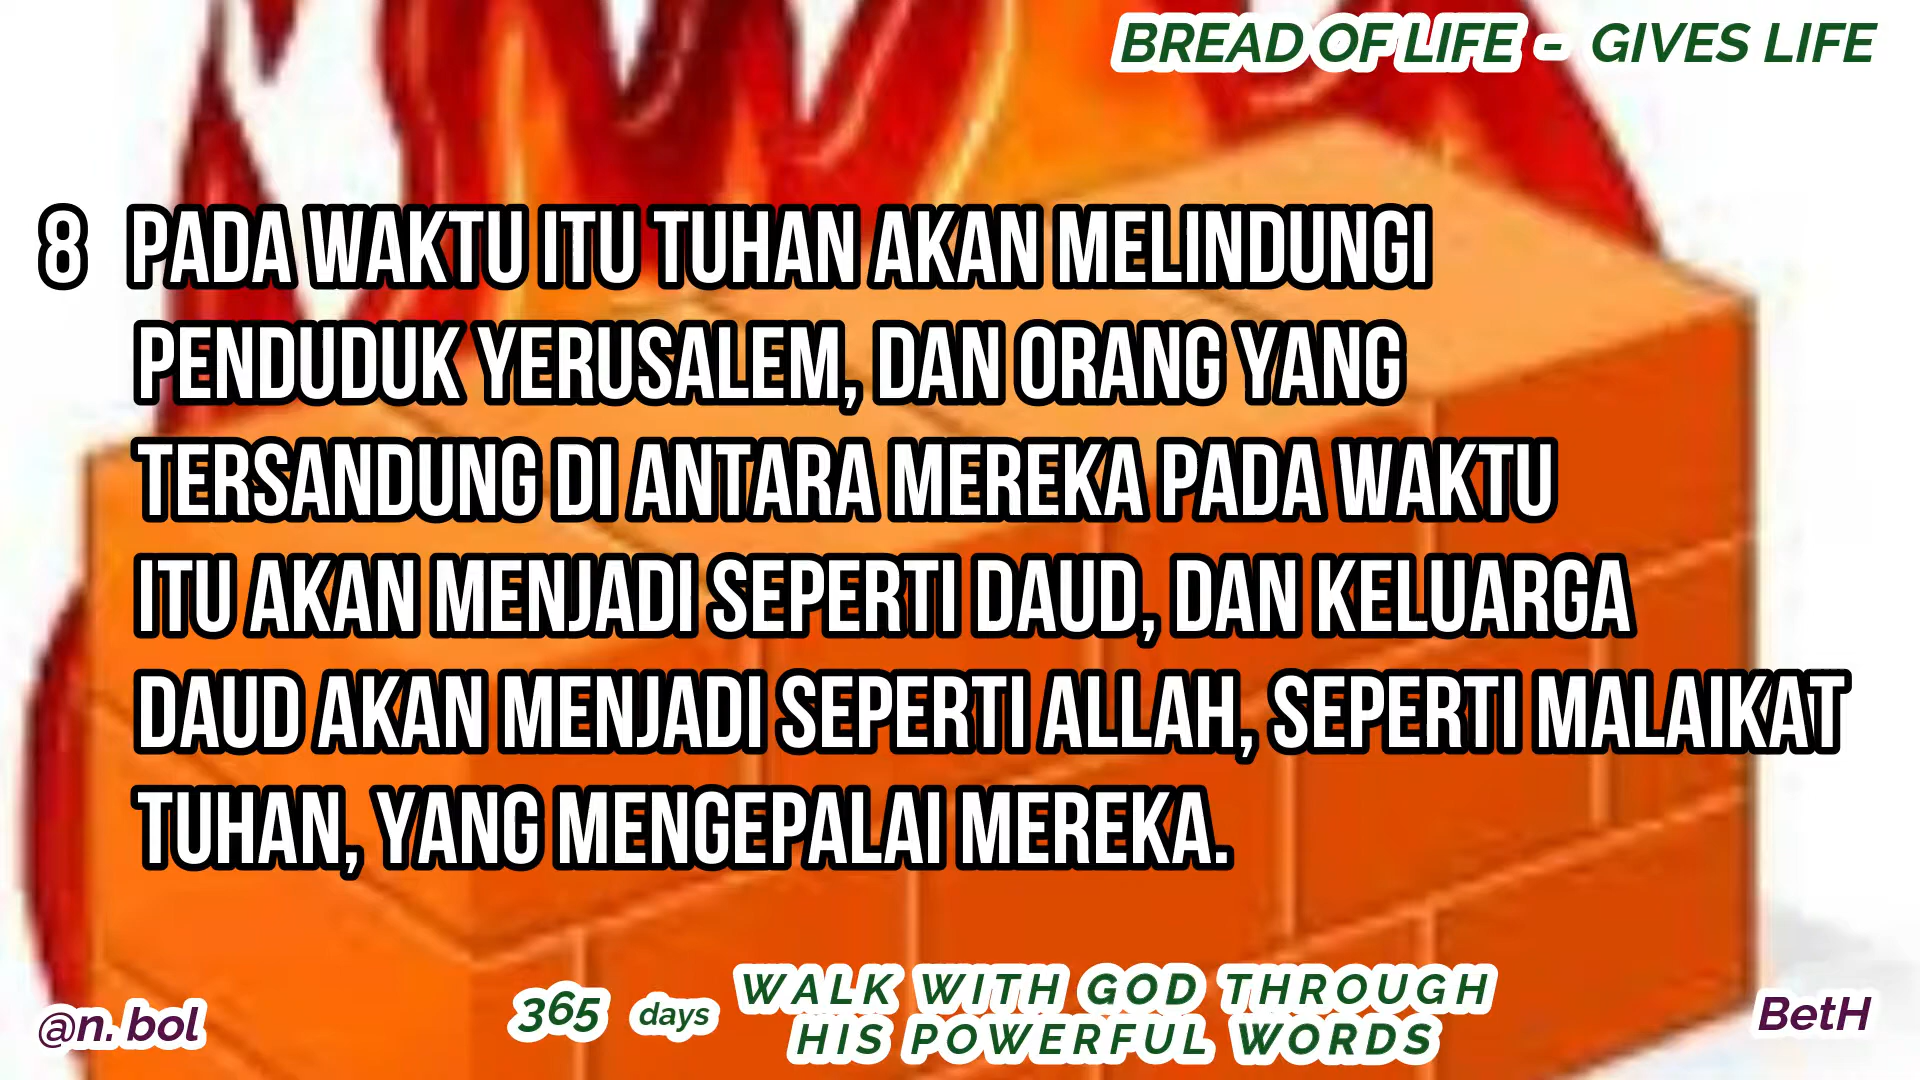 BREAD OF LIFE - GIVES LIFE
8 PADA WAKTU ITU TUHAN AKAN MELINDUNGI
PENDUDUK YERUSALEM, DAN ORANG YANG
TERSANDUNG DI ANTARA MEREKA PADA WAKTU
ITU AKAN MENJADI SEPERTI DAUD, DAN KELUARGA
DAUD AKAN MENJADI SEPERTI ALLAH, SEPERTI MALAIKAT
TUHAN, YANG MENGEPALAI MEREKA.
@n.bol
365 days
WALK WITH GOD THROUGH
HIS POWERFUL WORDS
BetH